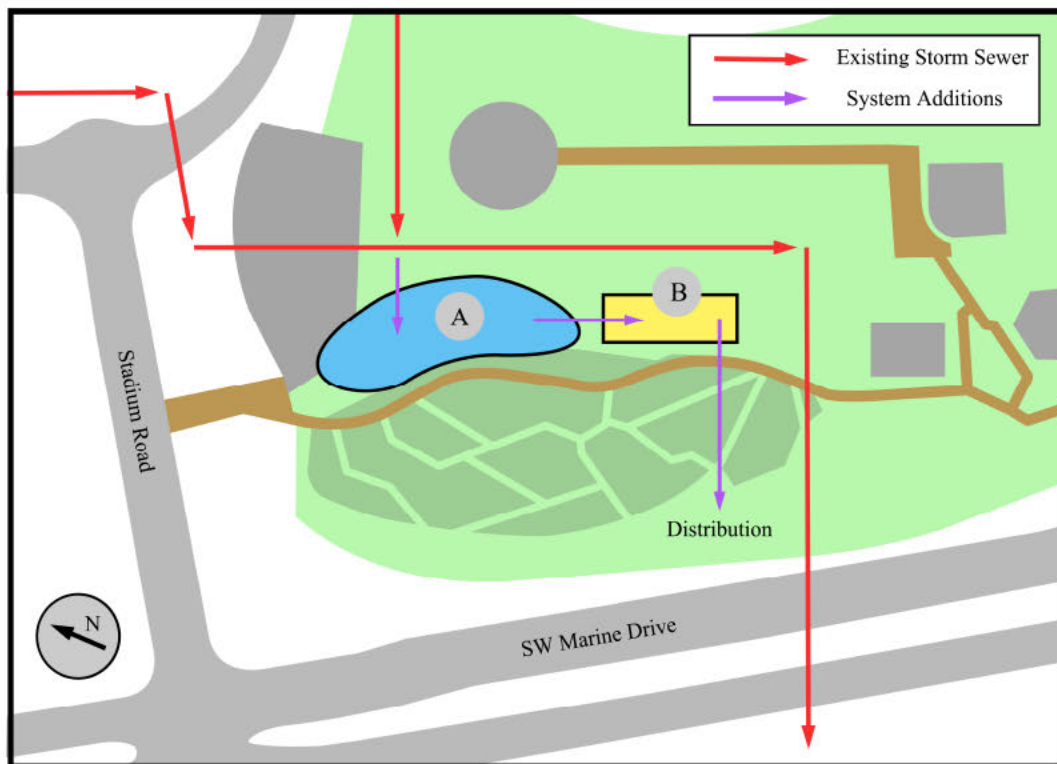 Existing Storm Sewer
System Additions
A
B
Stadium Road
Distribution
N
SW Marine Drive